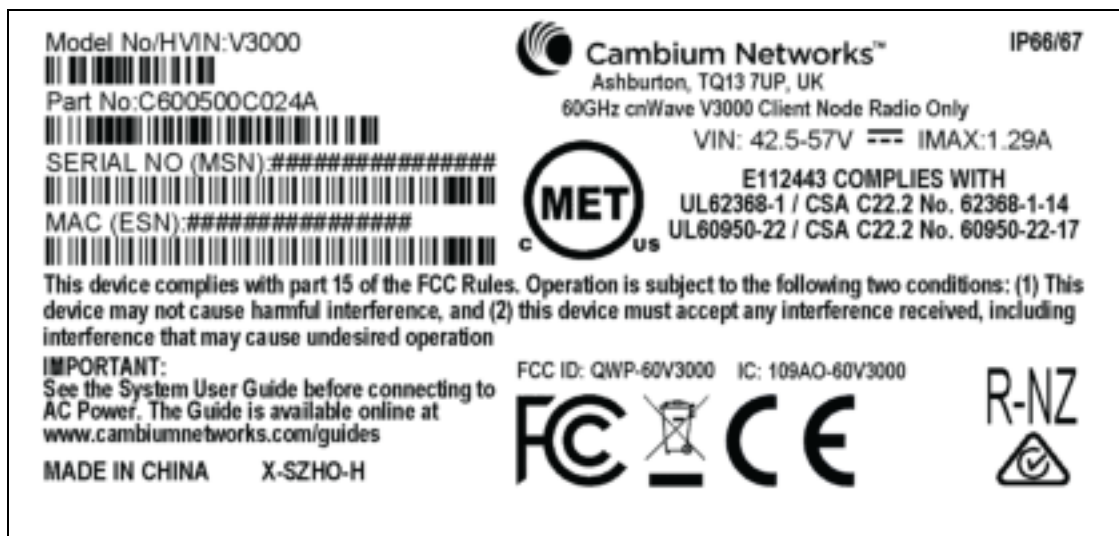 Model No/HVIN:V3000
Part No:C600500C024A
SERIAL NO (MSN):################
MAC (ESN):################
Cambium Networks™
IP66/67
Ashburton, TQ13 7UP, UK
60GHz cnWave V3000 Client Node Radio Only
VIN: 42.5-57V IMAX:1.29A
MET
C US
E112443 COMPLIES WITH
UL62368-1 / CSA C22.2 No. 62368-1-14
UL60950-22 / CSA C22.2 No. 60950-22-17
This device complies with part 15 of the FCC Rules. Operation is subject to the following two conditions: (1) This
device may not cause harmful interference, and (2) this device must accept any interference received, including
interference that may cause undesired operation
IMPORTANT:
See the System User Guide before connecting to
AC Power. The Guide is available online at
www.cambiumnetworks.com/guides
MADE IN CHINA X-SZHO-H
FCC ID: QWP-60V3000 IC: 109AO-60V3000
FC CE
R-NZ